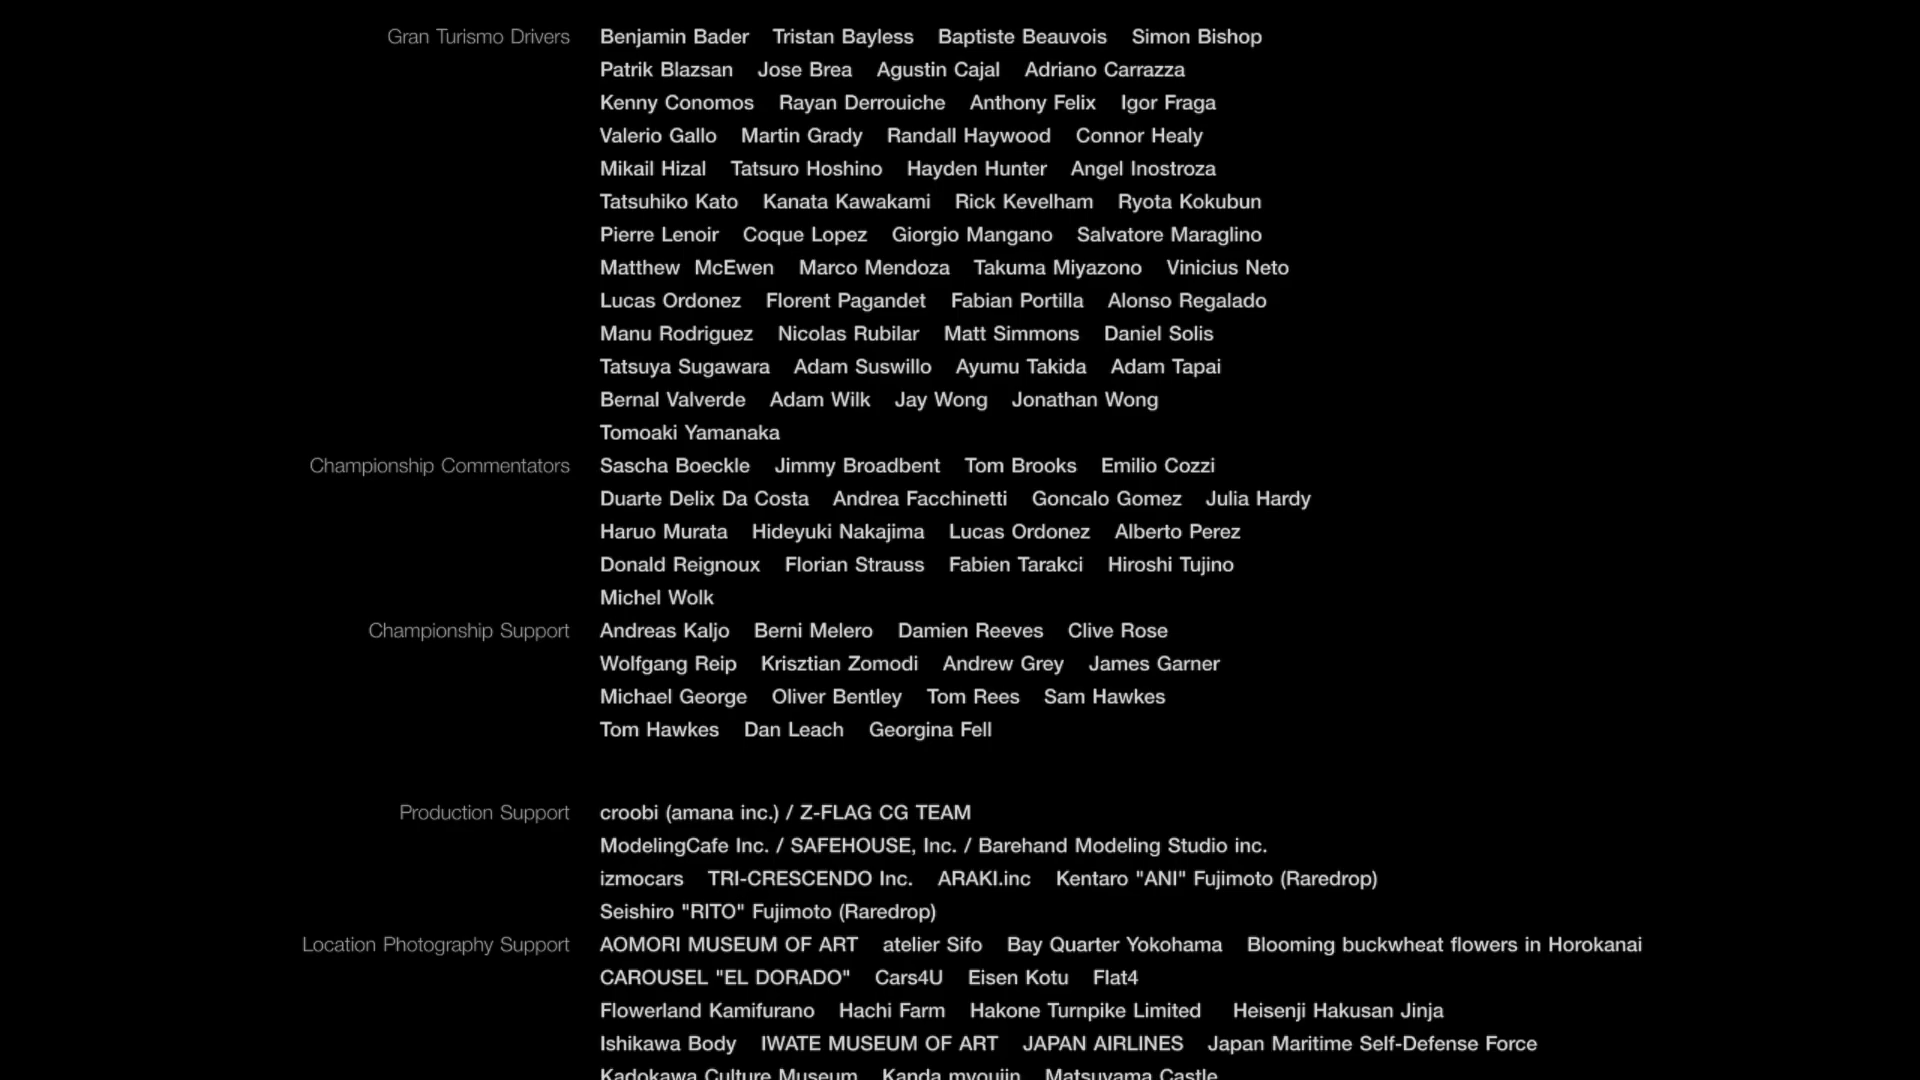 Gran Turismo Drivers Benjamin Bader Tristan Bayless Baptiste Beauvois Simon Bishop
Patrik Blazsan Jose Brea Agustin Cajal Adriano Carrazza
Kenny Conomos Rayan Derrouiche Anthony Felix Igor Fraga
Valerio Gallo Martin Grady Randall Haywood Connor Healy
Mikail Hizal Tatsuro Hoshino Hayden Hunter Angel Inostroza
Tatsuhiko Kato Kanata Kawakami Rick Kevelham Ryota Kokubun
Pierre Lenoir Coque Lopez Giorgio Mangano Salvatore Maraglino
Matthew McEwen Marco Mendoza Takuma Miyazono Vinicius Neto
Lucas Ordonez Florent Pagandet Fabian Portilla Alonso Regalado
Manu Rodriguez Nicolas Rubilar Matt Simmons Daniel Solis
Tatsuya Sugawara Adam Suswillo Ayumu Takida Adam Tapai
Bernal Valverde Adam Wilk Jay Wong Jonathan Wong
Tomoaki Yamanaka
Championship Commentators Sascha Boeckle Jimmy Broadbent Tom Brooks Emilio Cozzi
Duarte Delix Da Costa Andrea Facchinetti Goncalo Gomez Julia Hardy
Haruo Murata Hideyuki Nakajima Lucas Ordonez Alberto Perez
Donald Reignoux Florian Strauss Fabien Tarakci Hiroshi Tujino
Michel Wolk
Championship Support Andreas Kaljo Berni Melero Damien Reeves Clive Rose
Wolfgang Reip Krisztian Zomodi Andrew Grey James Garner
Michael George Oliver Bentley Tom Rees Sam Hawkes
Tom Hawkes Dan Leach Georgina Fell
Production Support croobi (amana inc.) / Z-FLAG CG TEAM
ModelingCafe Inc. / SAFEHOUSE, Inc. / Barehand Modeling Studio inc.
izmocars TRI-CRESCENDO Inc. ARAKI.inc Kentaro "ANI" Fujimoto (Raredrop)
Seishiro "RITO" Fujimoto (Raredrop)
Location Photography Support AOMORI MUSEUM OF ART atelier Sifo Bay Quarter Yokohama Blooming buckwheat flowers in Horokanai
CAROUSEL "EL DORADO" Cars4U Eisen Kotu Flat4
Flowerland Kamifurano Hachi Farm Hakone Turnpike Limited Heisenji Hakusan Jinja
Ishikawa Body IWATE MUSEUM OF ART JAPAN AIRLINES Japan Maritime Self-Defense Force
Kadokawa Culture Museum Kanda myoujin Matsuyama Castle